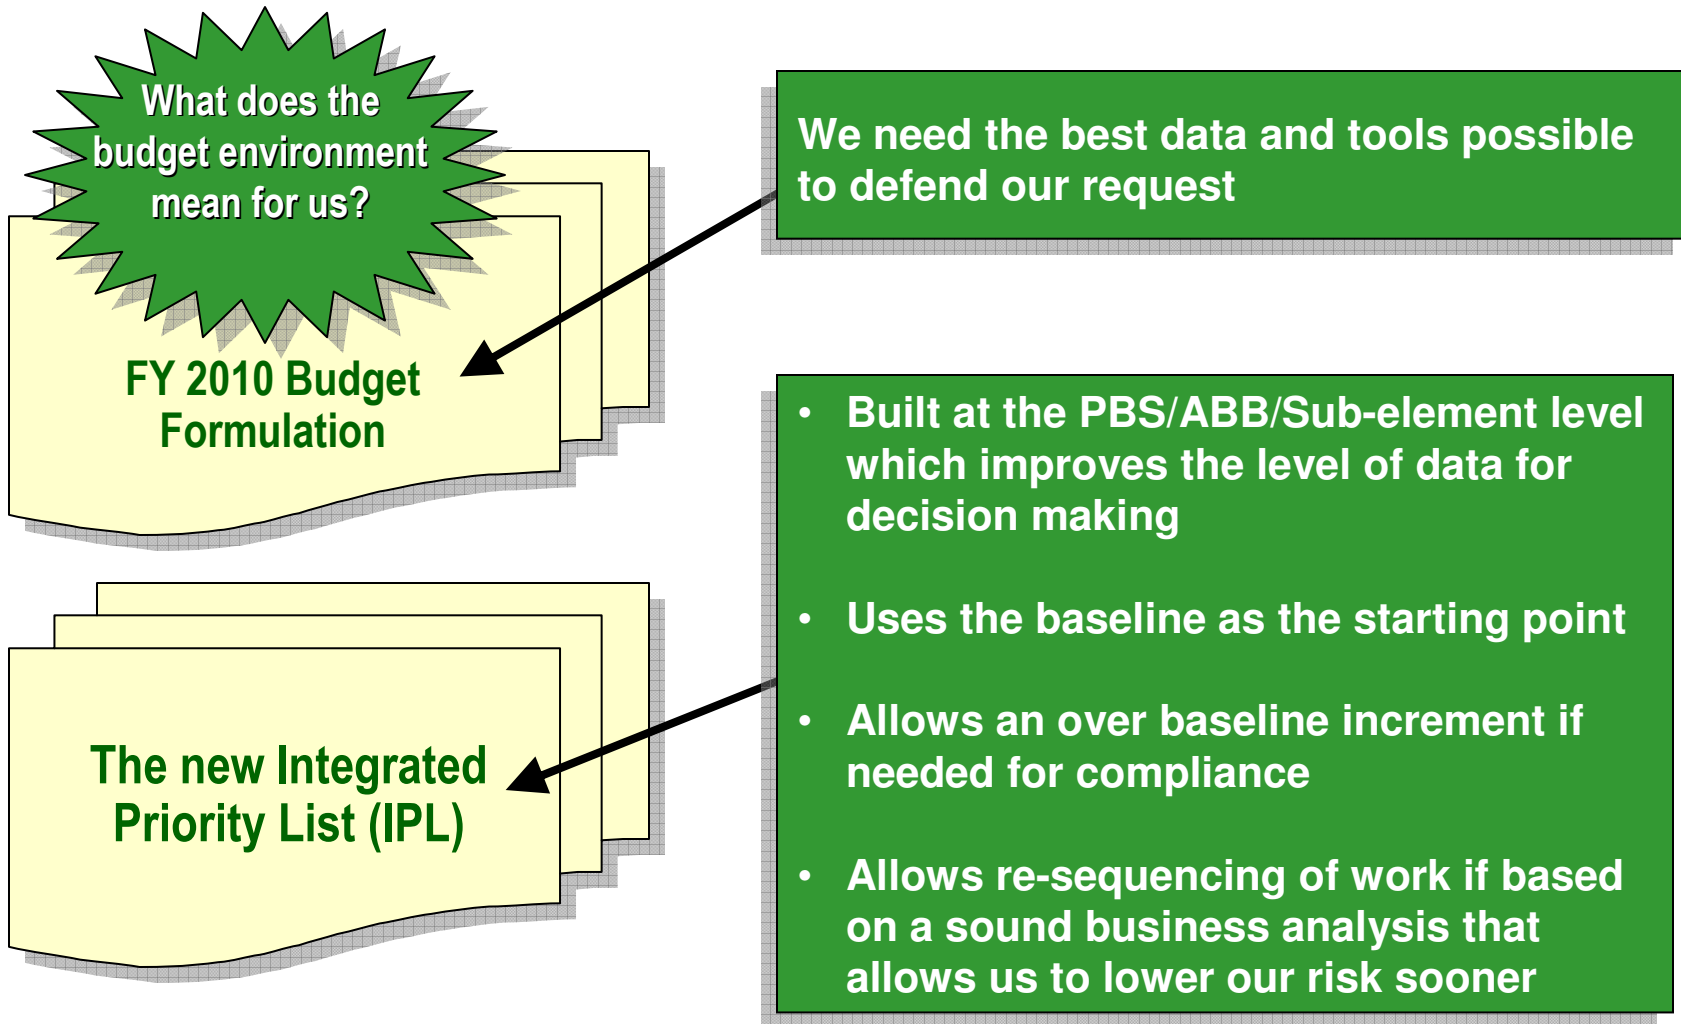 What does the
budget environment
mean for us?
FY 2010 Budget
Formulation
We need the best data and tools possible
to defend our request
The new Integrated
Priority List (IPL)
• Built at the PBS/ABB/Sub-element level
which improves the level of data for
decision making
• Uses the baseline as the starting point
• Allows an over baseline increment if
needed for compliance
• Allows re-sequencing of work if based
on a sound business analysis that
allows us to lower our risk sooner